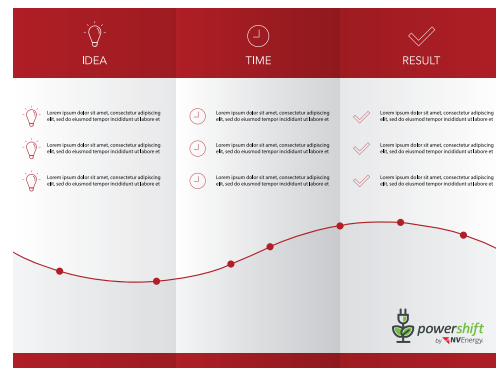 IDEA
Lorem ipsum dolor sit amet, consectetur adipiscing
elit, sed do eiusmod tempor incididunt ut labore et
Lorem ipsum dolor sit amet, consectetur adipiscing
elit, sed do eiusmod tempor incididunt ut labore et
Lorem ipsum dolor sit amet, consectetur adipiscing
elit, sed do eiusmod tempor incididunt ut labore et
TIME
Lorem ipsum dolor sit amet, consectetur adipiscing
elit, sed do eiusmod tempor incididunt ut labore et
Lorem ipsum dolor sit amet, consectetur adipiscing
elit, sed do eiusmod tempor incididunt ut labore et
Lorem ipsum dolor sit amet, consectetur adipiscing
elit, sed do eiusmod tempor incididunt ut labore et
RESULT
Lorem ipsum dolor sit amet, consectetur adipiscing
elit, sed do eiusmod tempor incididunt ut labore et
Lorem ipsum dolor sit amet, consectetur adipiscing
elit, sed do eiusmod tempor incididunt ut labore et
Lorem ipsum dolor sit amet, consectetur adipiscing
elit, sed do eiusmod tempor incididunt ut labore et
powershift
by NVEnergy.